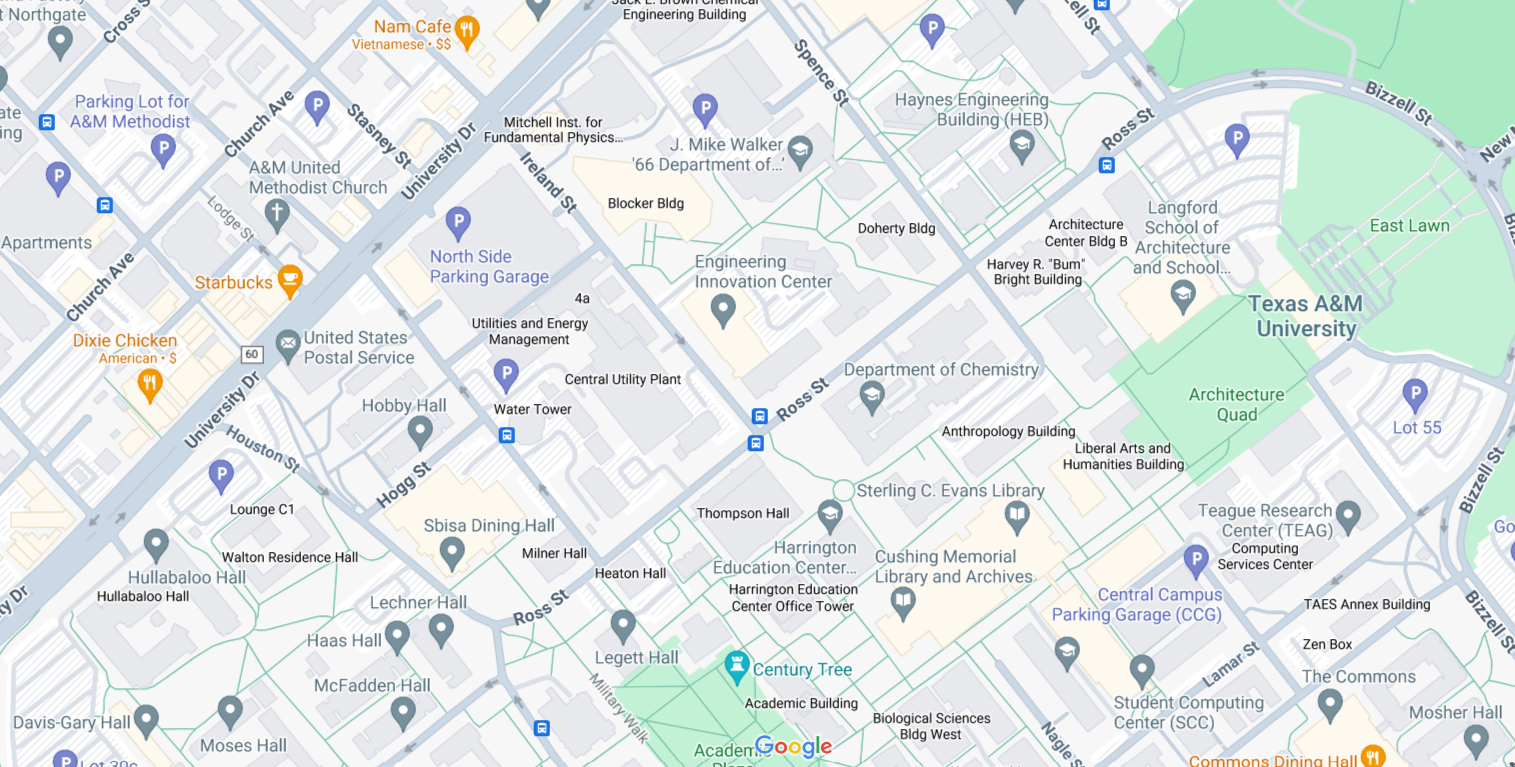 Jack E. Brown Chemical
Engineering Building
Cross St
t Northgate
Nam Cafe
Vietnamese • $$
Spence St
P
Haynes Engineering
Building (HEB)
Ross St
Bizzell St
Parking Lot for
A&M Methodist
P
P
P
Church Ave
Stasney St
University Dr
Mitchell Inst. for
Fundamental Physics...
P
J. Mike Walker
'66 Department of...'
P
A&M United
Methodist Church
Lodge St
Ireland St
Blocker Bldg
Doherty Bldg
Architecture
Center Bldg B
Langford
School of
Architecture
and School...
East Lawn
Apartments
P
North Side
Parking Garage
Engineering
Innovation Center
Harvey R. "Bum"
Bright Building
Church Ave
Starbucks
4a
Texas A&M
University
Dixie Chicken
American • $
60
United States
Postal Service
Utilities and Energy
Management
P
Central Utility Plant
Department of Chemistry
Ross St
Architecture
Quad
P
Lot 55
University Dr
Hobby Hall
Water Tower
Houston St
Anthropology Building
Liberal Arts and
Humanities Building
P
Hogg St
Lounge C1
Sbisa Dining Hall
Thompson Hall
Sterling C. Evans Library
Bizzell St
Teague Research
Center (TEAG)
Computing
Services Center
Walton Residence Hall
Milner Hall
Harrington
Education Center...
Cushing Memorial
Library and Archives
P
Hullabaloo Hall
Hullabaloo Hall
Heaton Hall
Harrington Education
Center Office Tower
Central Campus
Parking Garage (CCG)
TAES Annex Building
Lechner Hall
Ross St
Haas Hall
Legett Hall
Century Tree
Lamar St
Zen Box
Bizzell St
McFadden Hall
Military Walk
Academic Building
Student Computing
Center (SCC)
The Commons
Davis-Gary Hall
Moses Hall
Biological Sciences
Bldg West
Nagle St
Mosher Hall
P
Lot 39c
Google
Commons Dining Hall